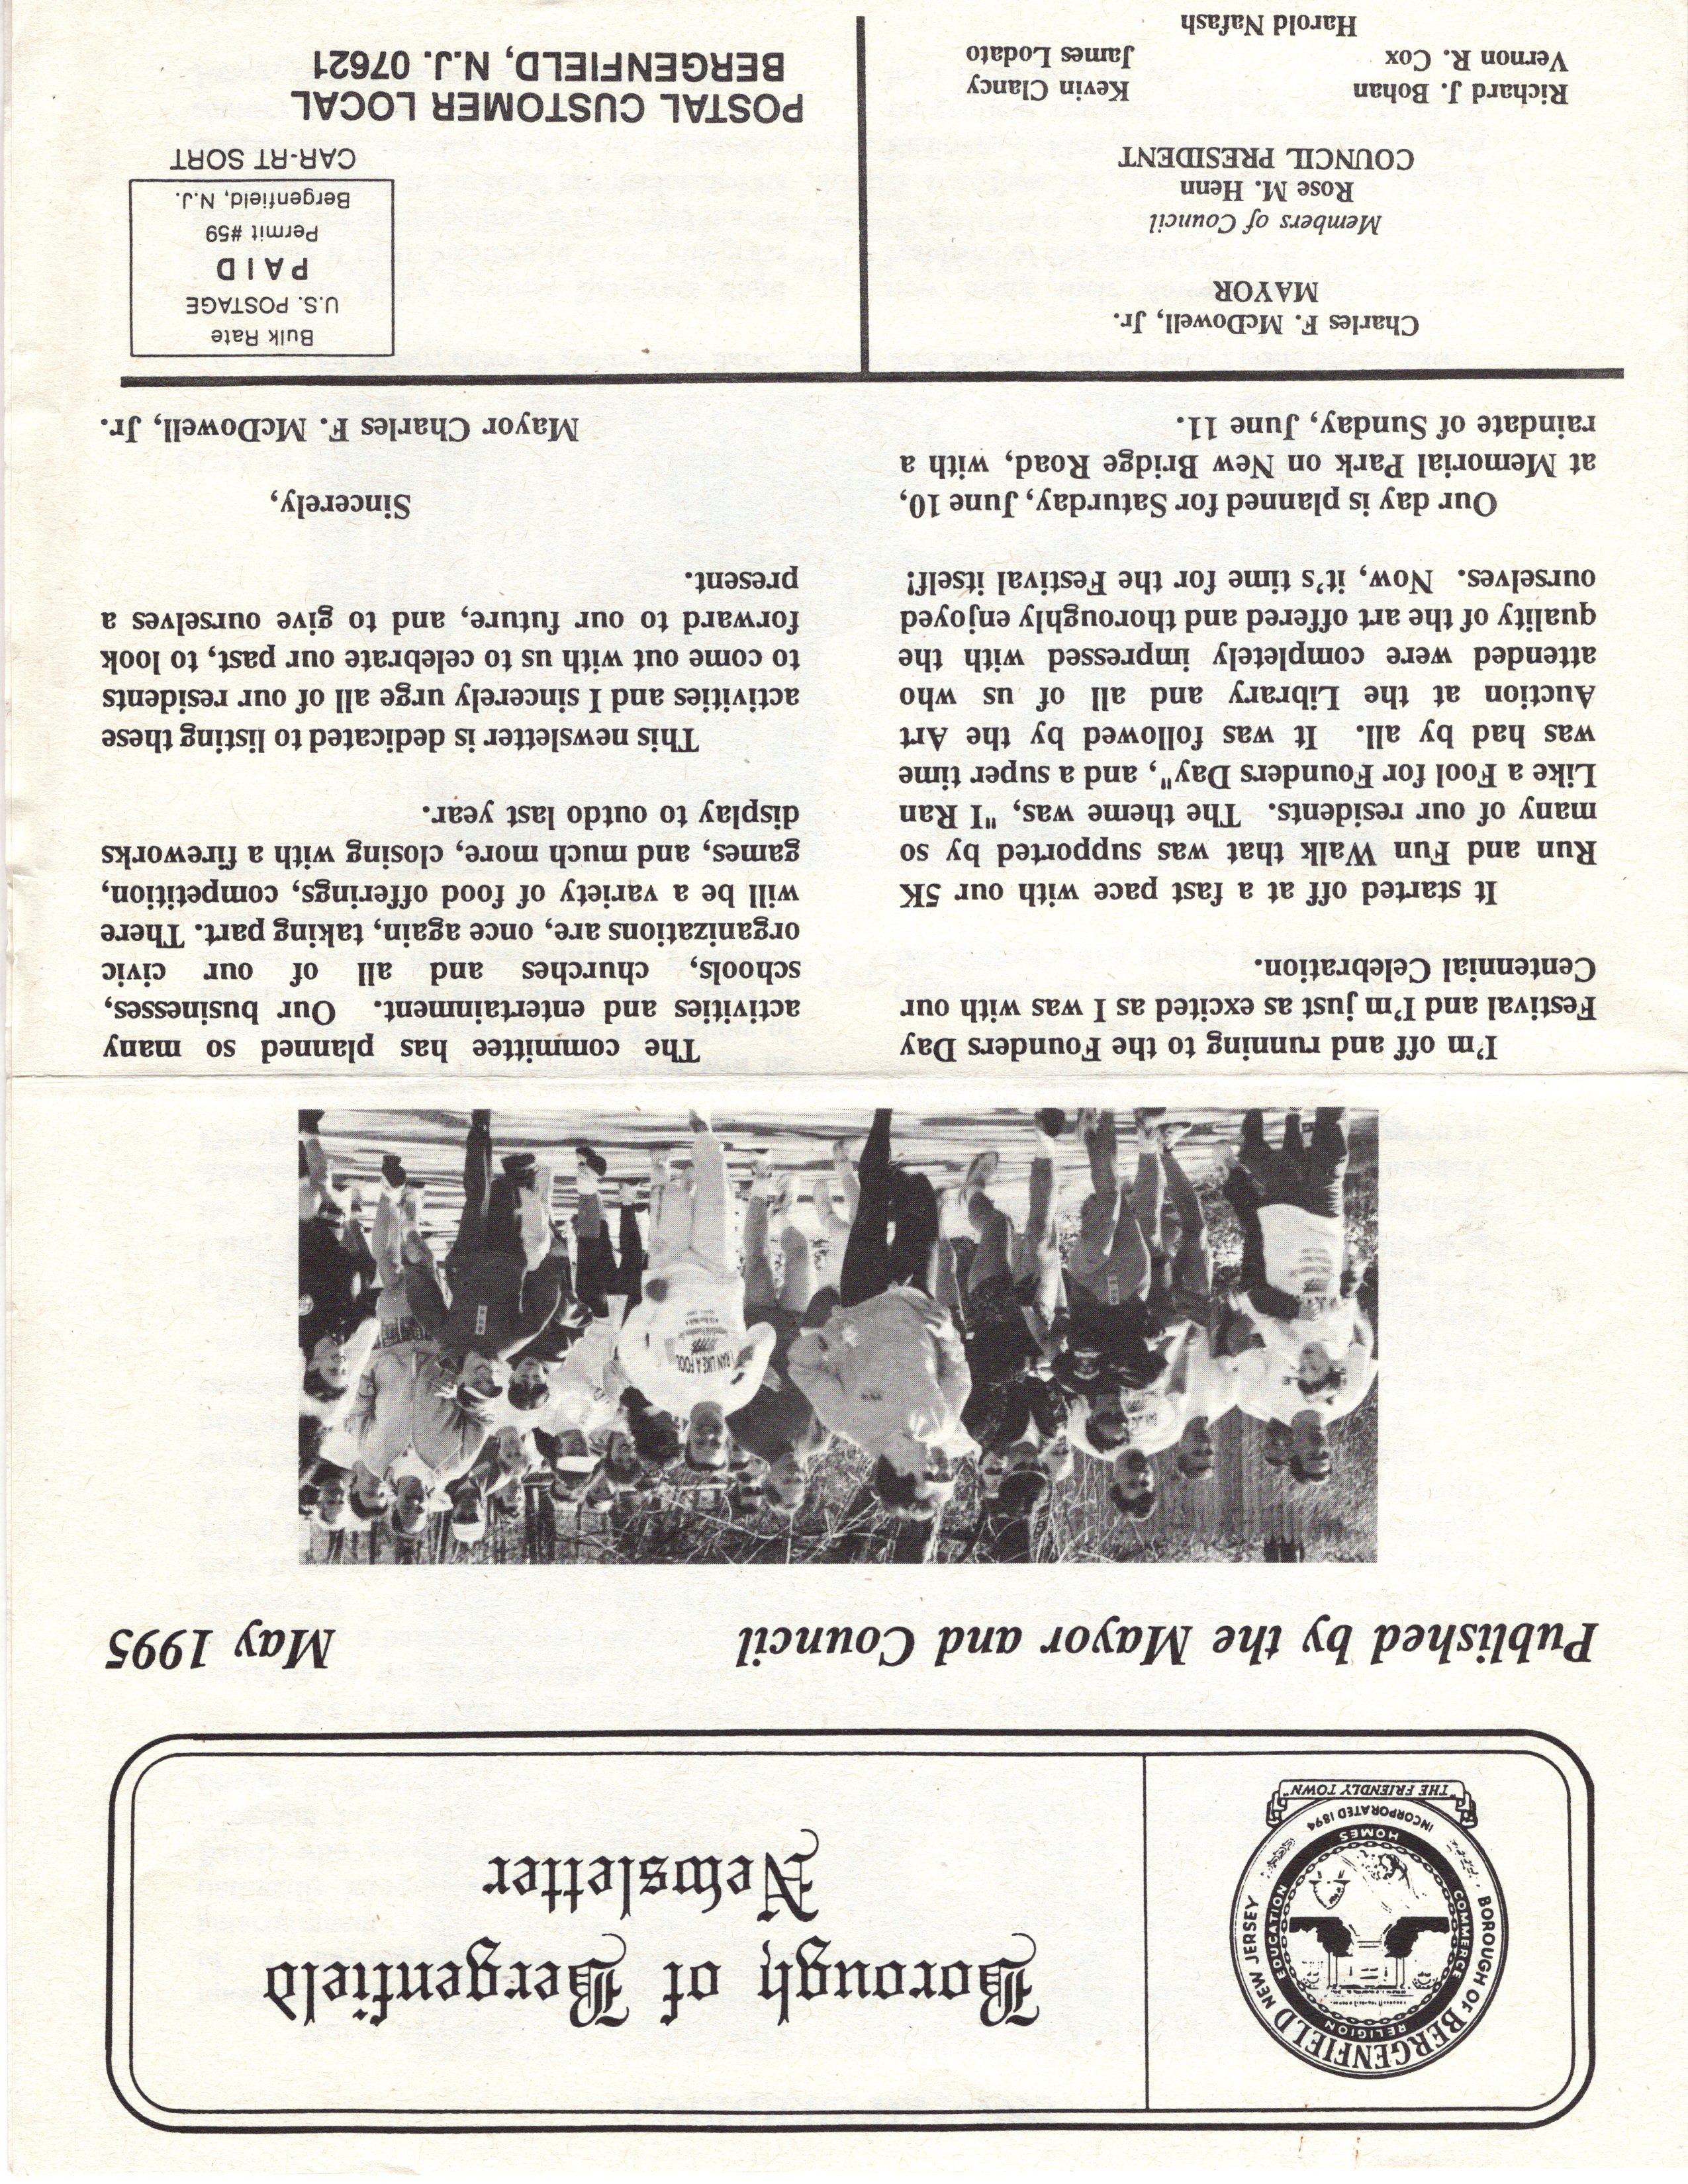 BOROUGH OF BERGENFIELD NEW JERSEY
RELIGION
COMMERCE
EDUCATION
HOMES
INCORPORATED 1894
"THE FRIENDLY TOWN"
Borough of Bergenfield
Newsletter
Published by the Mayor and Council May 1995
RAN LIKE A FOOL
I'm off and running to the Founders Day
Festival and I'm just as excited as I was with our
Centennial Celebration.
It started off at a fast pace with our 5K
Run and Fun Walk that was supported by so
many of our residents. The theme was, "I Ran
Like a Fool for Founders Day", and a super time
was had by all. It was followed by the Art
Auction at the Library and all of us who
attended were completely impressed with the
quality of the art offered and thoroughly enjoyed
ourselves. Now, it's time for the Festival itself!
Our day is planned for Saturday, June 10,
at Memorial Park on New Bridge Road, with a
raindate of Sunday, June 11.
The committee has planned so many
activities and entertainment. Our businesses,
schools, churches and all of our civic
organizations are, once again, taking part. There
will be a variety of food offerings, competition,
games, and much more, closing with a fireworks
display to outdo last year.
This newsletter is dedicated to listing these
activities and I sincerely urge all of our residents
to come out with us to celebrate our past, to look
forward to our future, and to give ourselves a
present.
Sincerely,
Mayor Charles F. McDowell, Jr.
Charles F. McDowell, Jr.
MAYOR
Members of Council
Rose M. Henn
COUNCIL PRESIDENT
Richard J. Bohan Kevin Clancy
Vernon R. Cox James Lodato
Harold Nafash
Bulk Rate
U.S. POSTAGE
PAID
Permit #59
Bergenfield, N.J.
CAR-RT SORT
POSTAL CUSTOMER LOCAL
BERGENFIELD, N.J. 07621